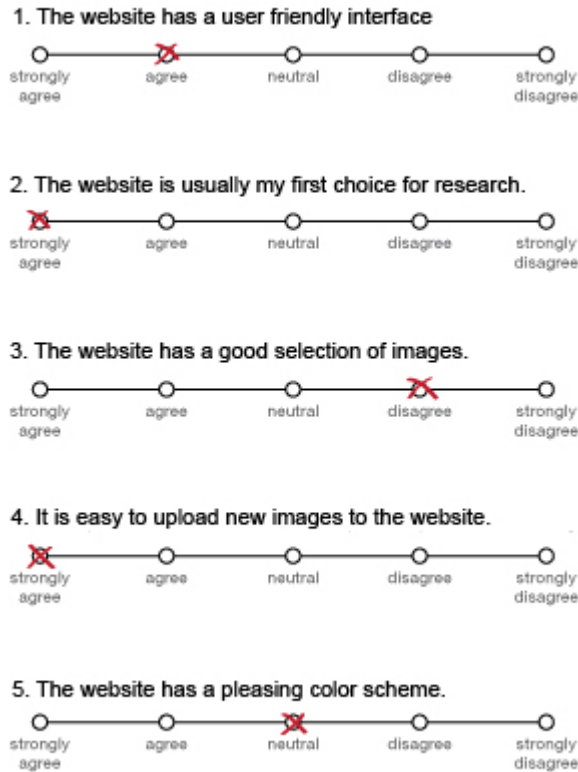 1. The website has a user friendly interface
strongly agree neutral disagree strongly
agree disagree
2. The website is usually my first choice for research.
strongly agree neutral disagree strongly
agree disagree
3. The website has a good selection of images.
strongly agree neutral disagree strongly
agree disagree
4. It is easy to upload new images to the website.
strongly agree neutral disagree strongly
agree disagree
5. The website has a pleasing color scheme.
strongly agree neutral disagree strongly
agree disagree